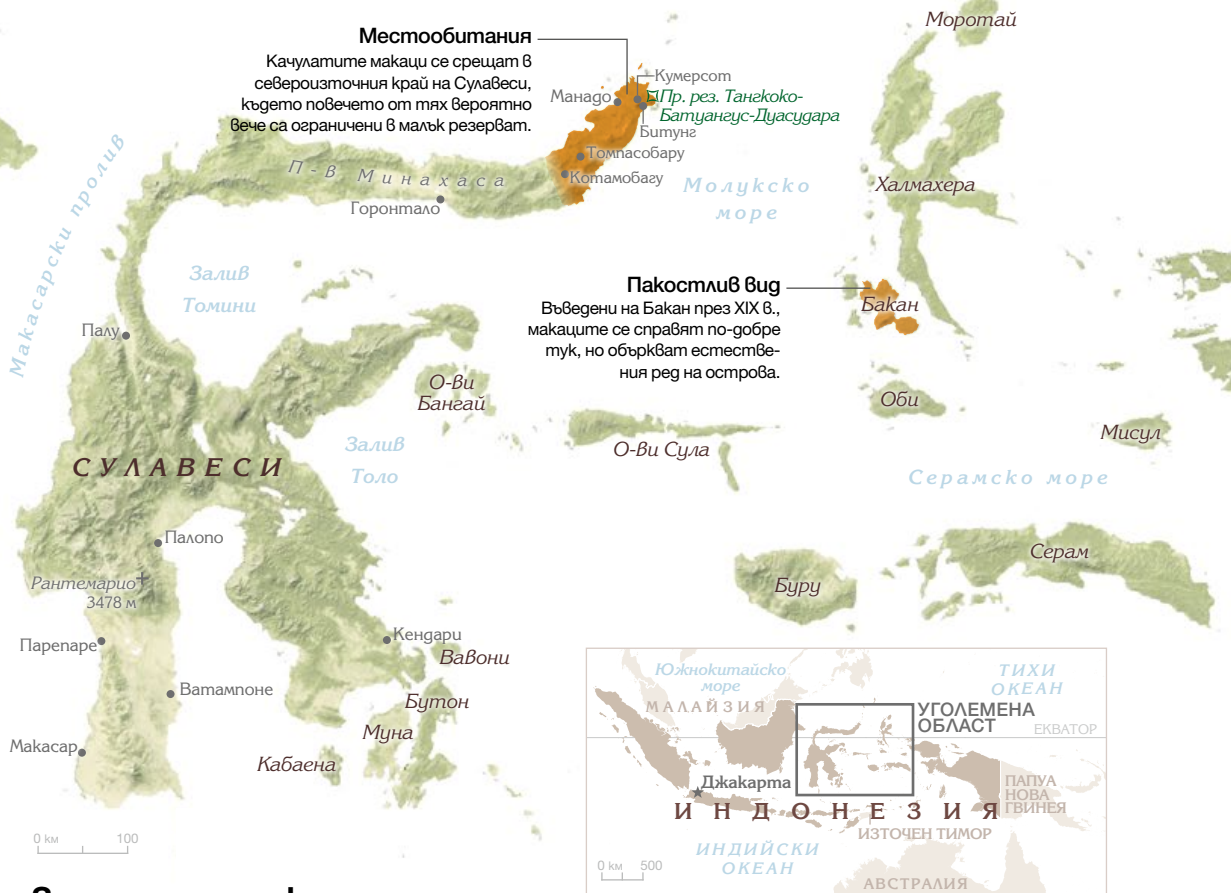 Моротай
Местообитания
Качулатите макаци се срещат в
североизточния край на Сулавеси,
където повечето от тях вероятно
вече са ограничени в малък резерват.
Кумерсот
Манадо
Пр. рез. Тангкоко-
Батуангус-Дуасудара
Битунг
Томпасобару
Котамобагу
П-в Минахаса
Горонтало
Молукско
море
Халмахера
Макасарски пролив
Залив
Томини
Пакостлив вид
Въведени на Бакан през XIX в.,
макаците се справят по-добре
тук, но объркват естестве-
ния ред на острова.
Бакан
Палу
О-ви
Бангай
Оби
Мисул
О-ви Сула
Залив
Толо
СУЛАВЕСИ
Серамско море
Палопо
Серам
Рантемарио
3478 м
Буру
Парепаре
Кендари
Вавони
Ватампоне
Бутон
Муна
Макасар
Кабаена
0 км 100
Южнокитайско
море
ТИХИ
ОКЕАН
МАЛАЙЗИЯ
УГОЛЕМЕНА
ОБЛАСТ
ЕКВАТОР
Джакарта
ПАПУА
НОВА
ГВИНЕЯ
ИНДОНЕЗИЯ
ИЗТОЧЕН ТИМОР
ИНДИЙСКИ
ОКЕАН
0 км 500
АВСТРАЛИЯ